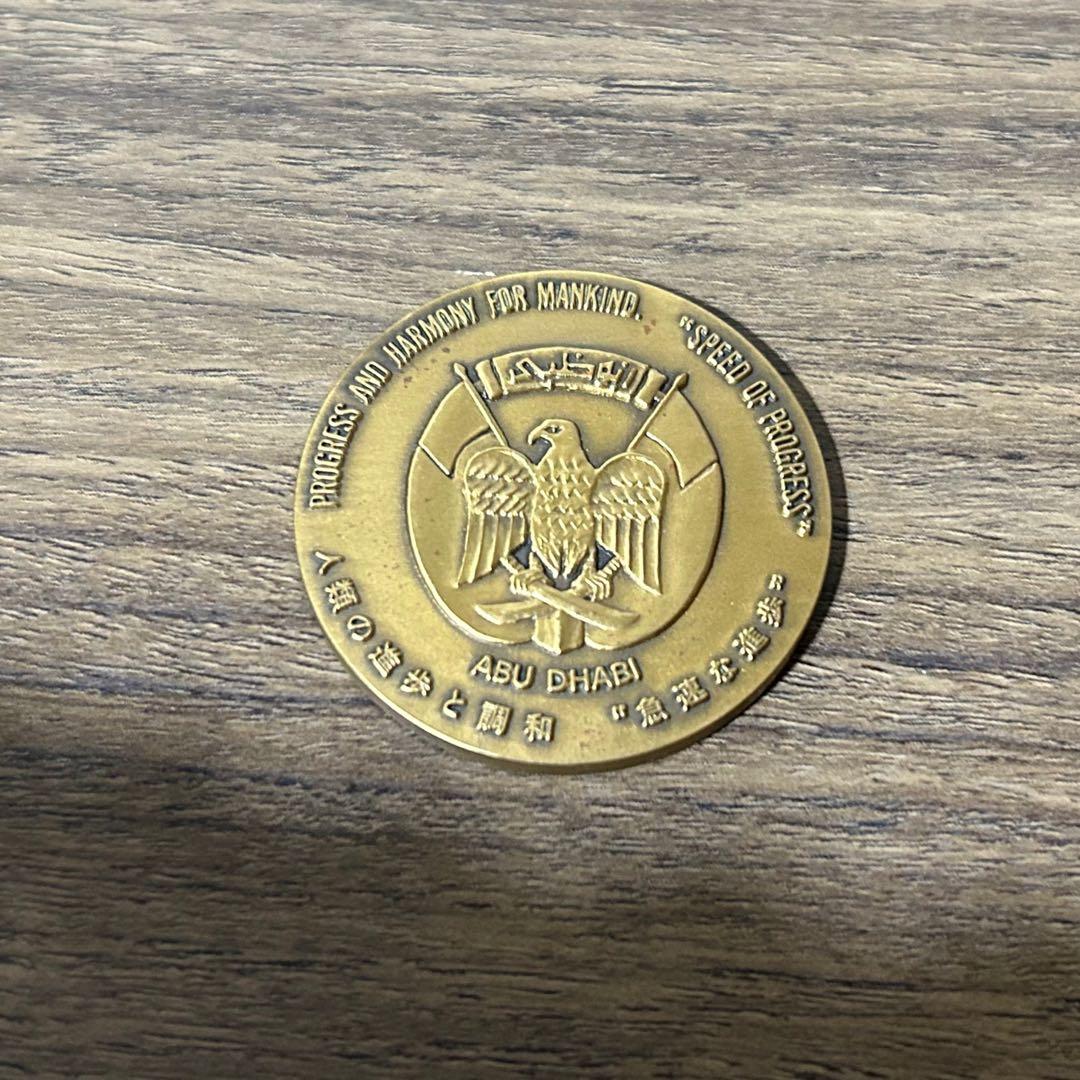 PROGRESS AND HARMONY FOR MANKIND. "SPEED OF PROGRESS"
ابوظبي
ABU DHABI
人類の進歩と調和 "急速な進歩"